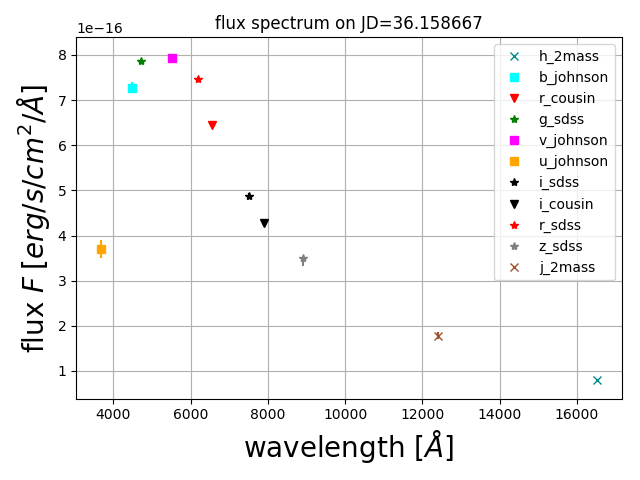 flux spectrum on JD=36.158667
1e−16
8
7
6
5
4
3
2
1
flux F [erg/s/cm²/Å]
h_2mass
b_johnson
r_cousin
g_sdss
v_johnson
u_johnson
i_sdss
i_cousin
r_sdss
z_sdss
j_2mass
4000 6000 8000 10000 12000 14000 16000
wavelength [Å]